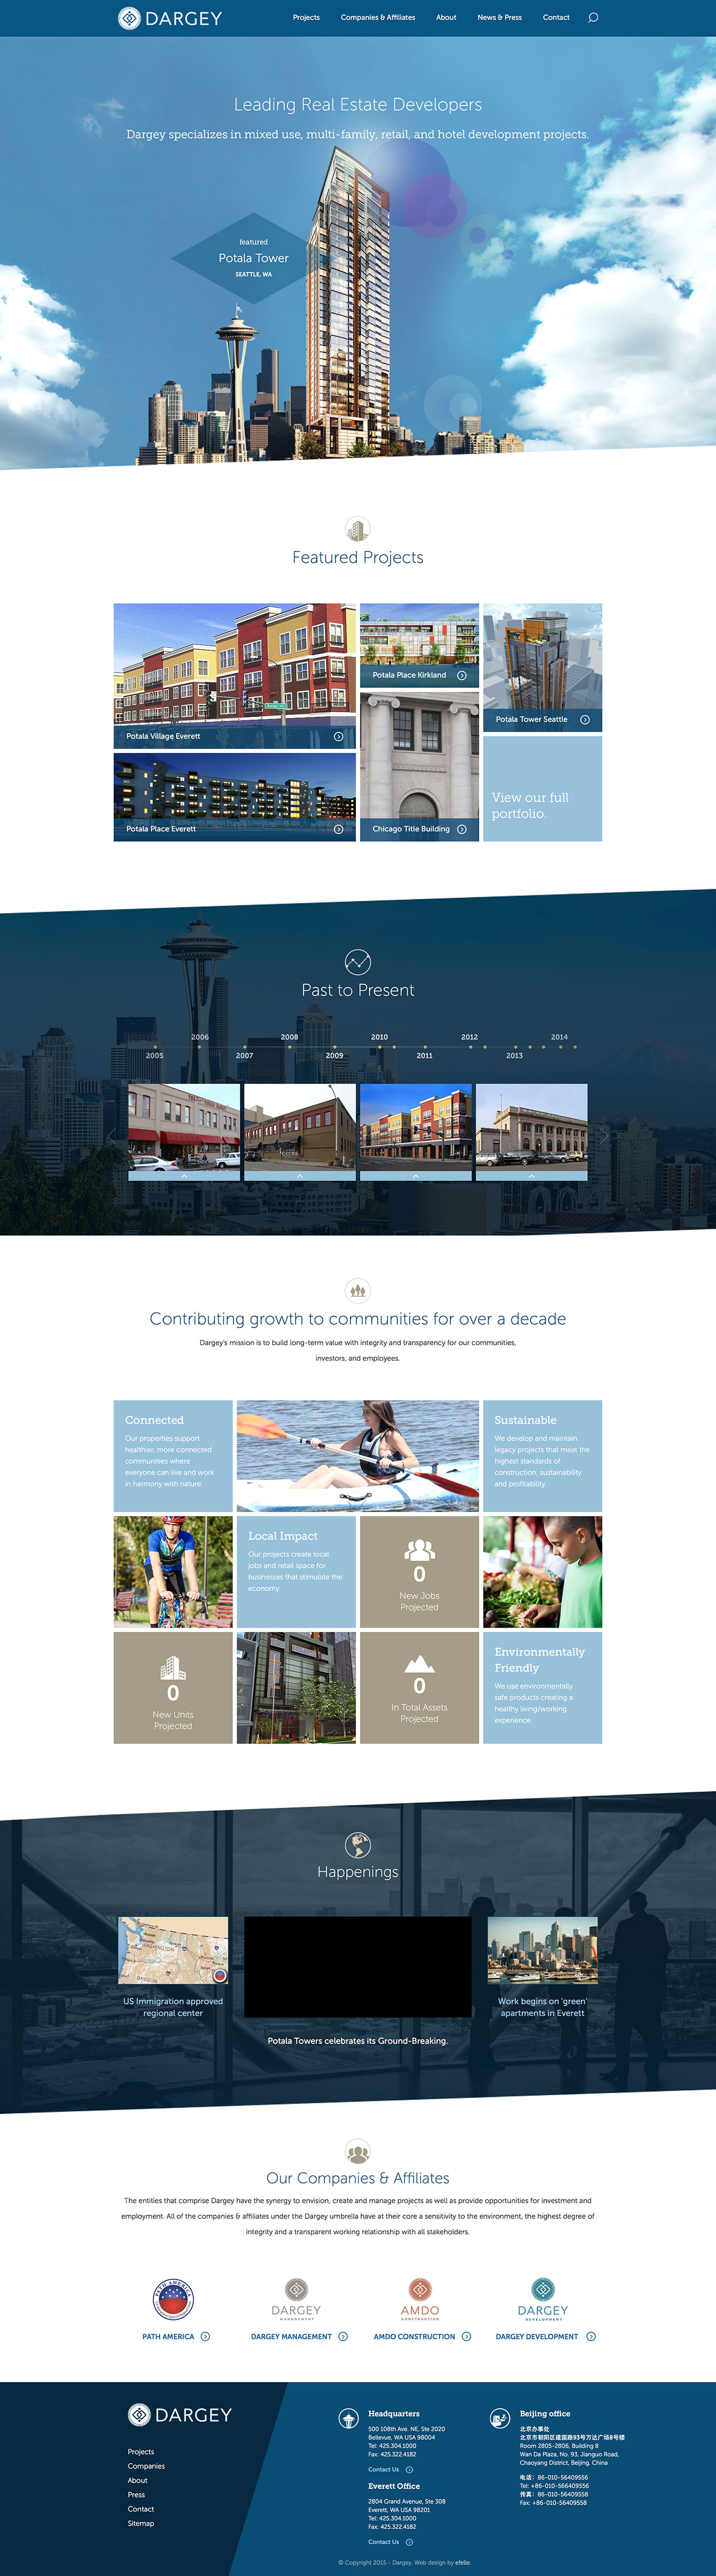 DARGEY
Projects
Companies & Affiliates
About
News & Press
Contact
Leading Real Estate Developers
Dargey specializes in mixed use, multi-family, retail, and hotel development projects.
featured
Potala Tower
SEATTLE, WA
Featured Projects
Potala Village Everett
Potala Place Kirkland
Potala Tower Seattle
Potala Place Everett
Chicago Title Building
View our full
portfolio.
Past to Present
2006
2008
2010
2012
2014
2005
2007
2009
2011
2013
Contributing growth to communities for over a decade
Dargey's mission is to build long-term value with integrity and transparency for our communities,
investors, and employees.
Connected
Our properties support
healthier, more connected
communities where
everyone can live and work
in harmony with nature.
Sustainable
We develop and maintain
legacy projects that meet the
highest standards of
construction, sustainability
and profitability.
Local Impact
Our projects create local
jobs and retail space for
businesses that stimulate the
economy.
0
New Jobs
Projected
0
New Units
Projected
0
In Total Assets
Projected
Environmentally
Friendly
We use environmentally
safe products creating a
healthy living/working
experience.
Happenings
WASHINGTON
OREGON
US Immigration approved
regional center
Potala Towers celebrates its Ground-Breaking.
Work begins on 'green'
apartments in Everett
Our Companies & Affiliates
The entities that comprise Dargey have the synergy to envision, create and manage projects as well as provide opportunities for investment and
employment. All of the companies & affiliates under the Dargey umbrella have at their core a sensitivity to the environment, the highest degree of
integrity and a transparent working relationship with all stakeholders.
PATH AMERICA
DARGEY
MANAGEMENT
AMDO
CONSTRUCTION
DARGEY
DEVELOPMENT
PATH AMERICA
DARGEY MANAGEMENT
AMDO CONSTRUCTION
DARGEY DEVELOPMENT
DARGEY
Projects
Companies
About
Press
Contact
Sitemap
Headquarters
500 108th Ave. NE, Ste 2020
Bellevue, WA USA 98004
Tel: 425.304.1000
Fax: 425.322.4182
Contact Us
Everett Office
2804 Grand Avenue, Ste 308
Everett, WA USA 98201
Tel: 425.304.1000
Fax: 425.322.4182
Contact Us
Beijing office
北京办事处
北京市朝阳区建国路93号万达广场8号楼
Room 2805-2806, Building 8
Wan Da Plaza, No. 93, Jianguo Road,
Chaoyang District, Beijing, China
电话: 86-010-56409556
Tel: +86-010-566409556
传真: 86-010-56409558
Fax: +86-010-56409558
© Copyright 2015 - Dargey. Web design by efelle.